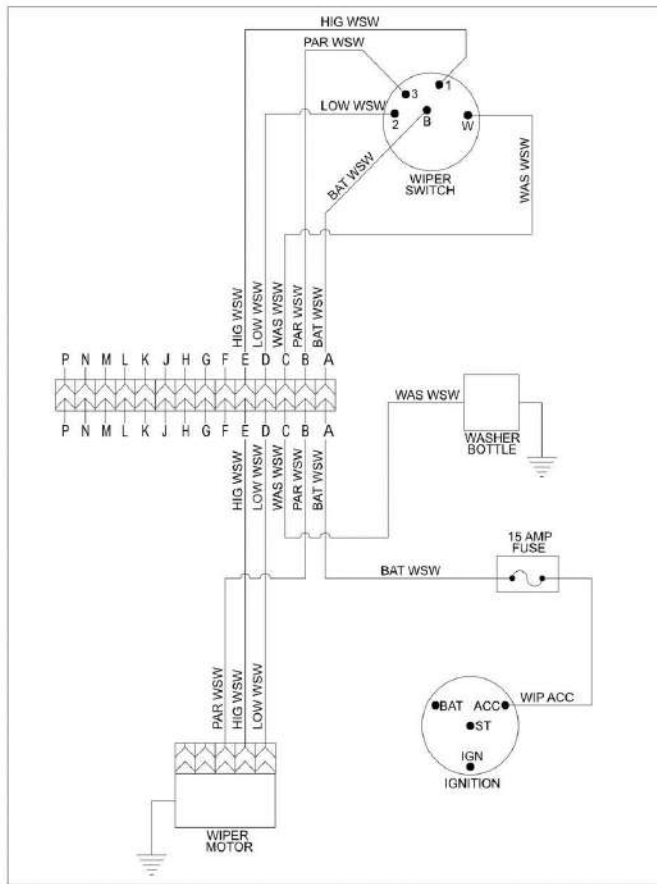 HIG WSW
PAR WSW
LOW WSW
3
1
2
B
W
WIPER
SWITCH
BAT WSW
WAS WSW
HIG WSW
LOW WSW
WAS WSW
PAR WSW
BAT WSW
P N M L K J H G F E D C B A
P N M L K J H G F E D C B A
HIG WSW
LOW WSW
WAS WSW
PAR WSW
BAT WSW
WAS WSW
WASHER
BOTTLE
15 AMP
FUSE
BAT WSW
WIP ACC
PAR WSW
HIG WSW
LOW WSW
BAT
ACC
ST
IGN
IGNITION
WIPER
MOTOR